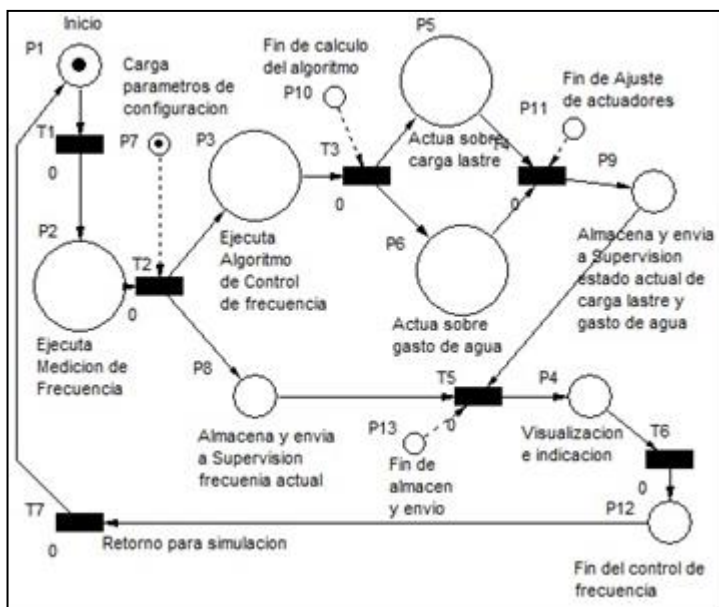 Inicio
P1
T1
0
P2
Ejecuta
Medicion de
Frecuencia
Carga
parametros de
configuracion
P7
T2
0
P3
Ejecuta
Algoritmo
de Control
de frecuencia
Fin de calculo
del algoritmo
P10
T3
0
P5
Actua sobre
carga lastre
P6
Actua sobre
gasto de agua
Fin de Ajuste
de actuadores
P11
T4
0
P9
Almacena y envia
a Supervision
estado actual de
carga lastre y
gasto de agua
P8
Almacena y envia
a Supervision
frecuenia actual
T5
0
P13
Fin de
almacen
y envio
P4
Visualizacion
e indicacion
T6
0
P12
Fin del control de
frecuencia
T7
0
Retorno para simulacion